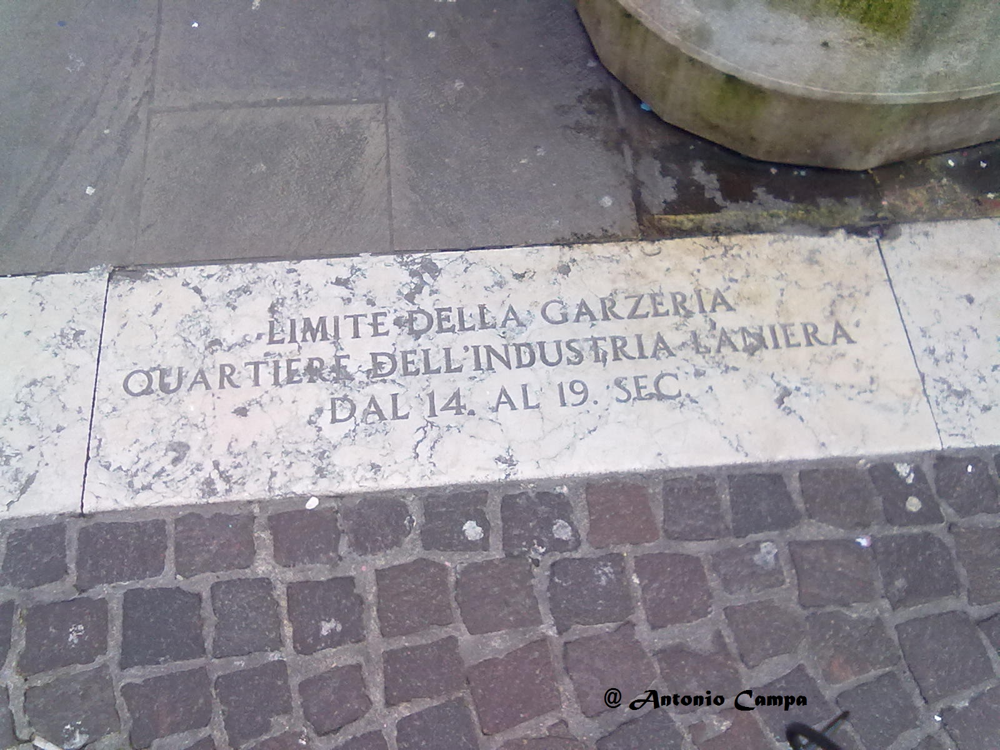 LIMITE DELLA GARZERIA
QUARTIERE DELL'INDUSTRIA LANIERA
DAL 14. AL 19. SEC
@ Antonio Campa